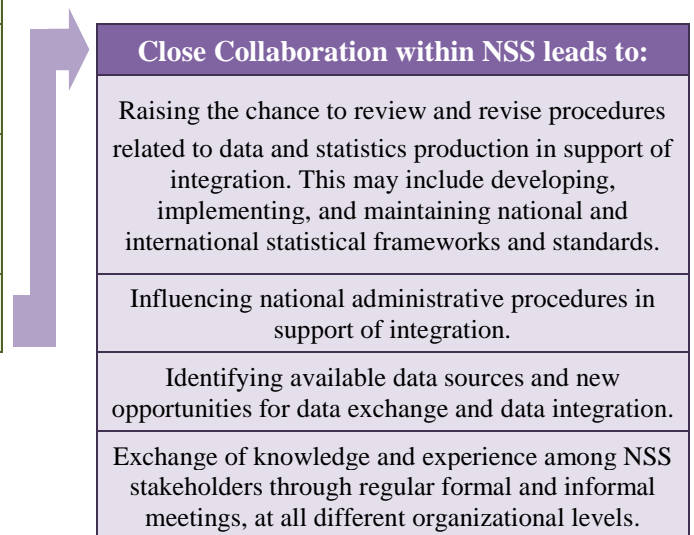 Close Collaboration within NSS leads to:
Raising the chance to review and revise procedures
related to data and statistics production in support of
integration. This may include developing,
implementing, and maintaining national and
international statistical frameworks and standards.
Influencing national administrative procedures in
support of integration.
Identifying available data sources and new
opportunities for data exchange and data integration.
Exchange of knowledge and experience among NSS
stakeholders through regular formal and informal
meetings, at all different organizational levels.